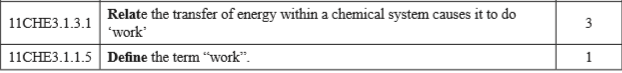 11CHE3.1.3.1 Relate the transfer of energy within a chemical system causes it to do 3
'work'
11CHE3.1.1.5 Define the term "work". 1